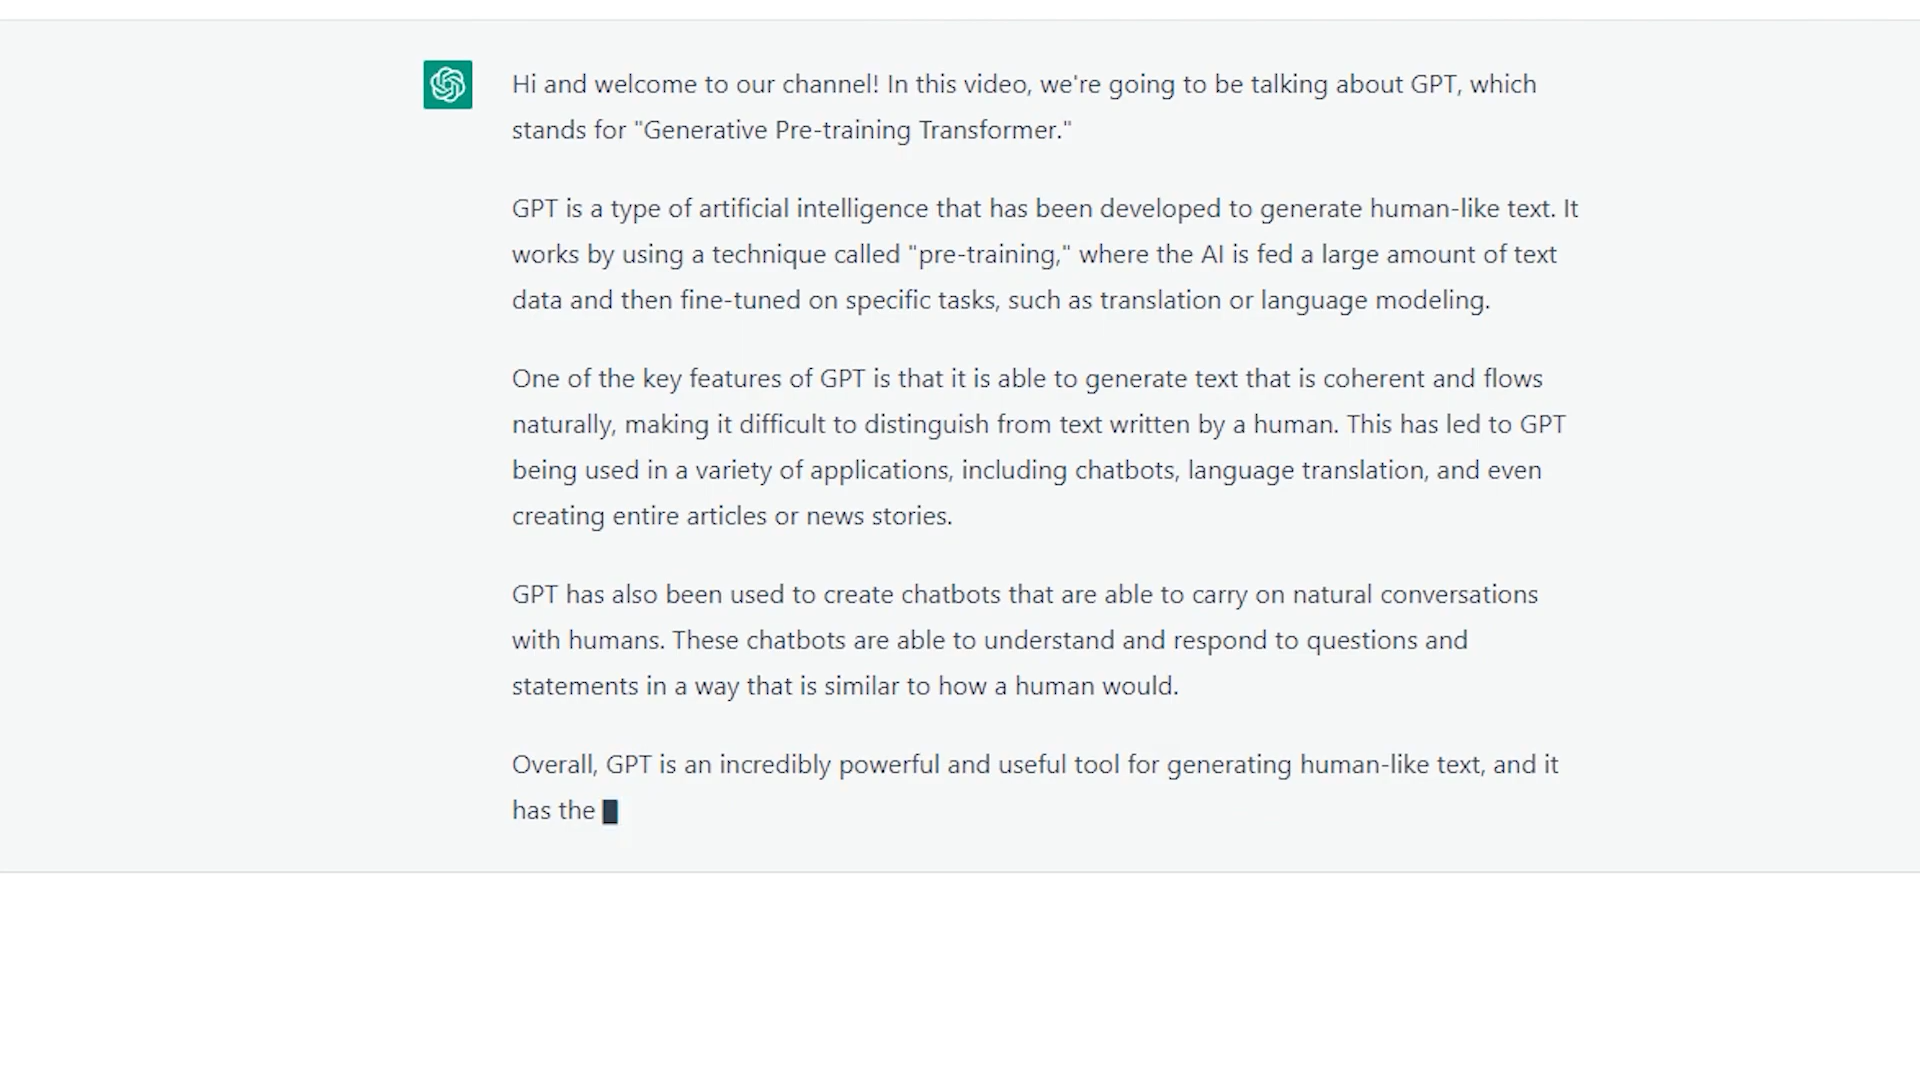 Hi and welcome to our channel! In this video, we're going to be talking about GPT, which
stands for "Generative Pre-training Transformer."
GPT is a type of artificial intelligence that has been developed to generate human-like text. It
works by using a technique called "pre-training," where the AI is fed a large amount of text
data and then fine-tuned on specific tasks, such as translation or language modeling.
One of the key features of GPT is that it is able to generate text that is coherent and flows
naturally, making it difficult to distinguish from text written by a human. This has led to GPT
being used in a variety of applications, including chatbots, language translation, and even
creating entire articles or news stories.
GPT has also been used to create chatbots that are able to carry on natural conversations
with humans. These chatbots are able to understand and respond to questions and
statements in a way that is similar to how a human would.
Overall, GPT is an incredibly powerful and useful tool for generating human-like text, and it
has the